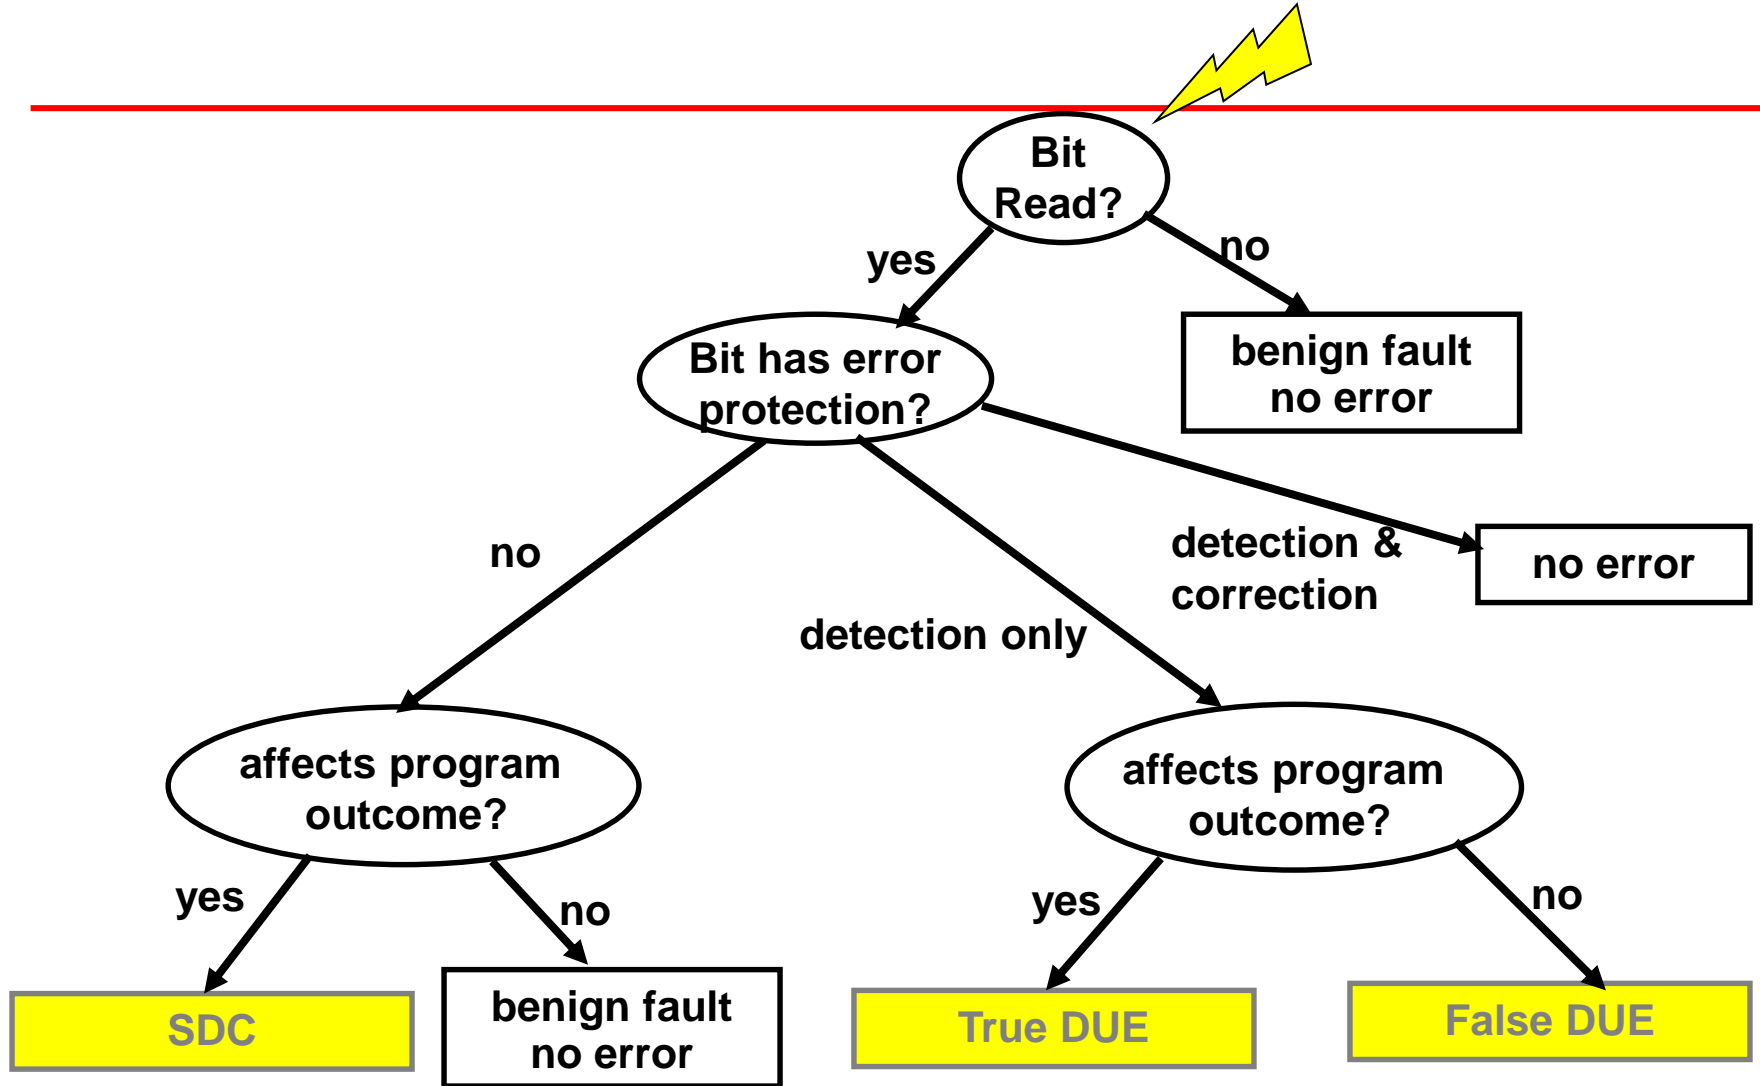 Bit
Read?
yes
no
Bit has error
protection?
benign fault
no error
no
detection only
detection &
correction
no error
affects program
outcome?
affects program
outcome?
yes
no
yes
no
SDC
benign fault
no error
True DUE
False DUE